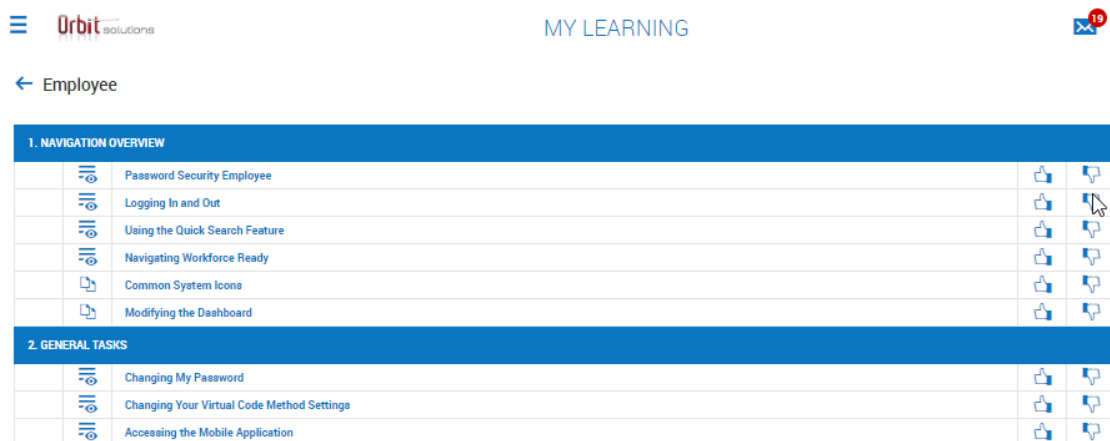 Orbit solutions
MY LEARNING
19
Employee
1. NAVIGATION OVERVIEW
Password Security Employee
Logging In and Out
Using the Quick Search Feature
Navigating Workforce Ready
Common System Icons
Modifying the Dashboard
2. GENERAL TASKS
Changing My Password
Changing Your Virtual Code Method Settings
Accessing the Mobile Application